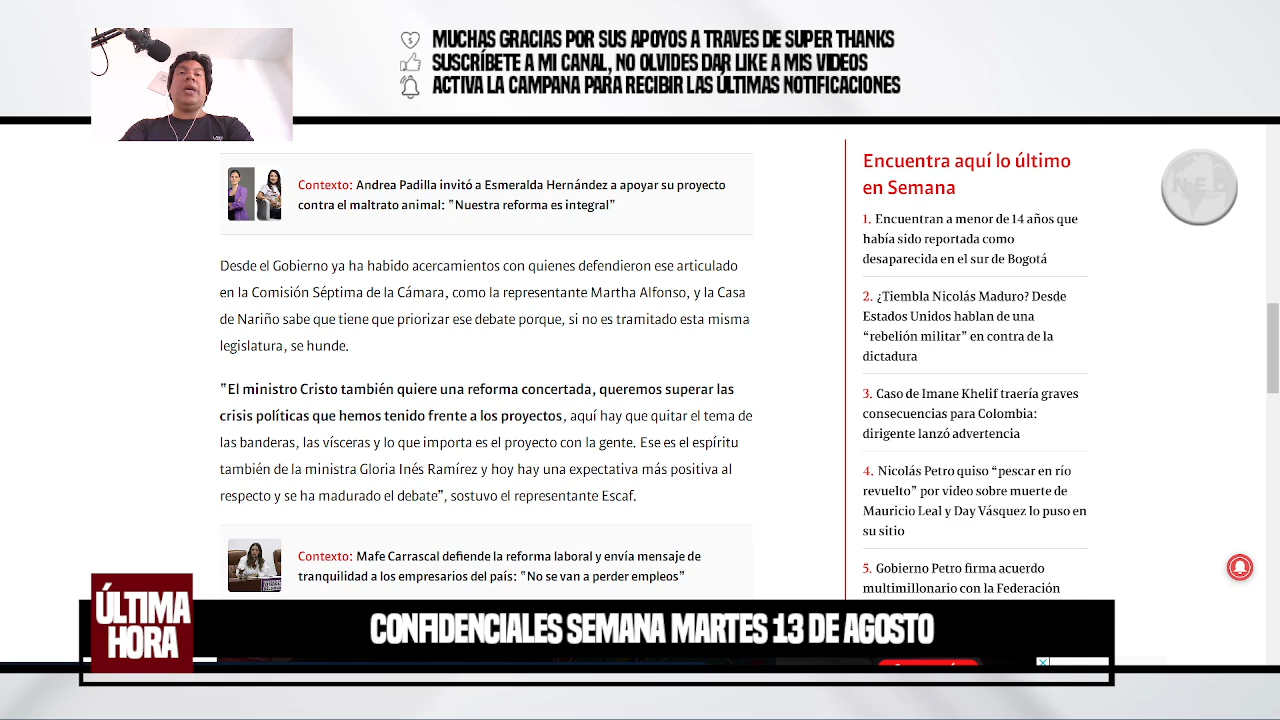 MUCHAS GRACIAS POR SUS APOYOS A TRAVES DE SUPER THANKS
SUSCRÍBETE A MI CANAL, NO OLVIDES DAR LIKE A MIS VIDEOS
ACTIVA LA CAMPANA PARA RECIBIR LAS ÚLTIMAS NOTIFICACIONES
Contexto: Andrea Padilla invitó a Esmeralda Hernández a apoyar su proyecto
contra el maltrato animal: "Nuestra reforma es integral"
Desde el Gobierno ya ha habido acercamientos con quienes defendieron ese articulado
en la Comisión Séptima de la Cámara, como la representante Martha Alfonso, y la Casa
de Nariño sabe que tiene que priorizar ese debate porque, si no es tramitado esta misma
legislatura, se hunde.
"El ministro Cristo también quiere una reforma concertada, queremos superar las
crisis políticas que hemos tenido frente a los proyectos, aquí hay que quitar el tema de
las banderas, las vísceras y lo que importa es el proyecto con la gente. Ese es el espíritu
también de la ministra Gloria Inés Ramírez y hoy hay una expectativa más positiva al
respecto y se ha madurado el debate", sostuvo el representante Escaf.
Contexto: Mafe Carrascal defiende la reforma laboral y envía mensaje de
tranquilidad a los empresarios del país: "No se van a perder empleos"
Encuentra aquí lo último
en Semana
1. Encuentran a menor de 14 años que
había sido reportada como
desaparecida en el sur de Bogotá
2. ¿Tiembla Nicolás Maduro? Desde
Estados Unidos hablan de una
“rebelión militar” en contra de la
dictadura
3. Caso de Imane Khelif traería graves
consecuencias para Colombia:
dirigente lanzó advertencia
4. Nicolás Petro quiso “pescar en río
revuelto” por video sobre muerte de
Mauricio Leal y Day Vásquez lo puso en
su sitio
5. Gobierno Petro firma acuerdo
multimillonario con la Federación
ÚLTIMA
HORA
CONFIDENCIALES SEMANA MARTES 13 DE AGOSTO